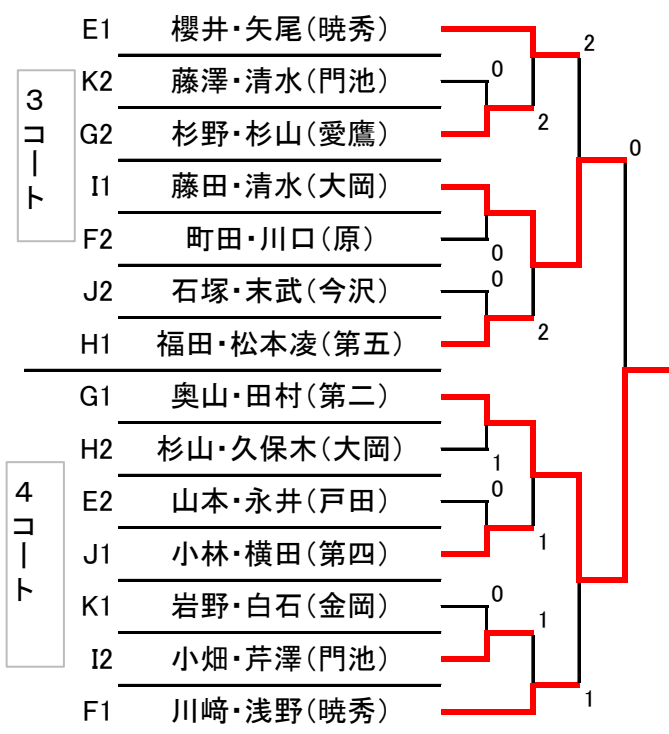 E1 櫻井・矢尾(暁秀)
2
K2 藤澤・清水(門池)
0
3コート
G2 杉野・杉山(愛鷹)
2
0
I1 藤田・清水(大岡)
F2 町田・川口(原)
0
J2 石塚・末武(今沢)
0
H1 福田・松本凌(第五)
2
G1 奥山・田村(第二)
H2 杉山・久保木(大岡)
1
4コート
E2 山本・永井(戸田)
0
J1 小林・横田(第四)
1
K1 岩野・白石(金岡)
0
1
I2 小畑・芹澤(門池)
F1 川﨑・浅野(暁秀)
1